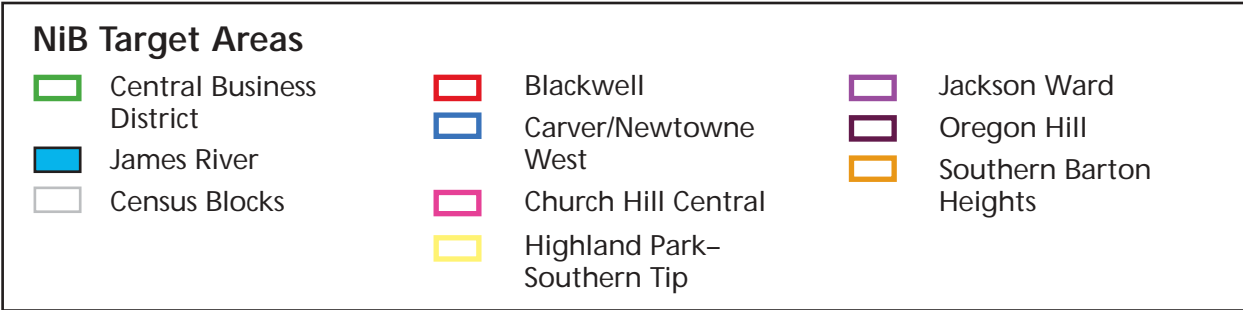 NiB Target Areas
Central Business
District
James River
Census Blocks
Blackwell
Carver/Newtowne
West
Church Hill Central
Highland Park–
Southern Tip
Jackson Ward
Oregon Hill
Southern Barton
Heights